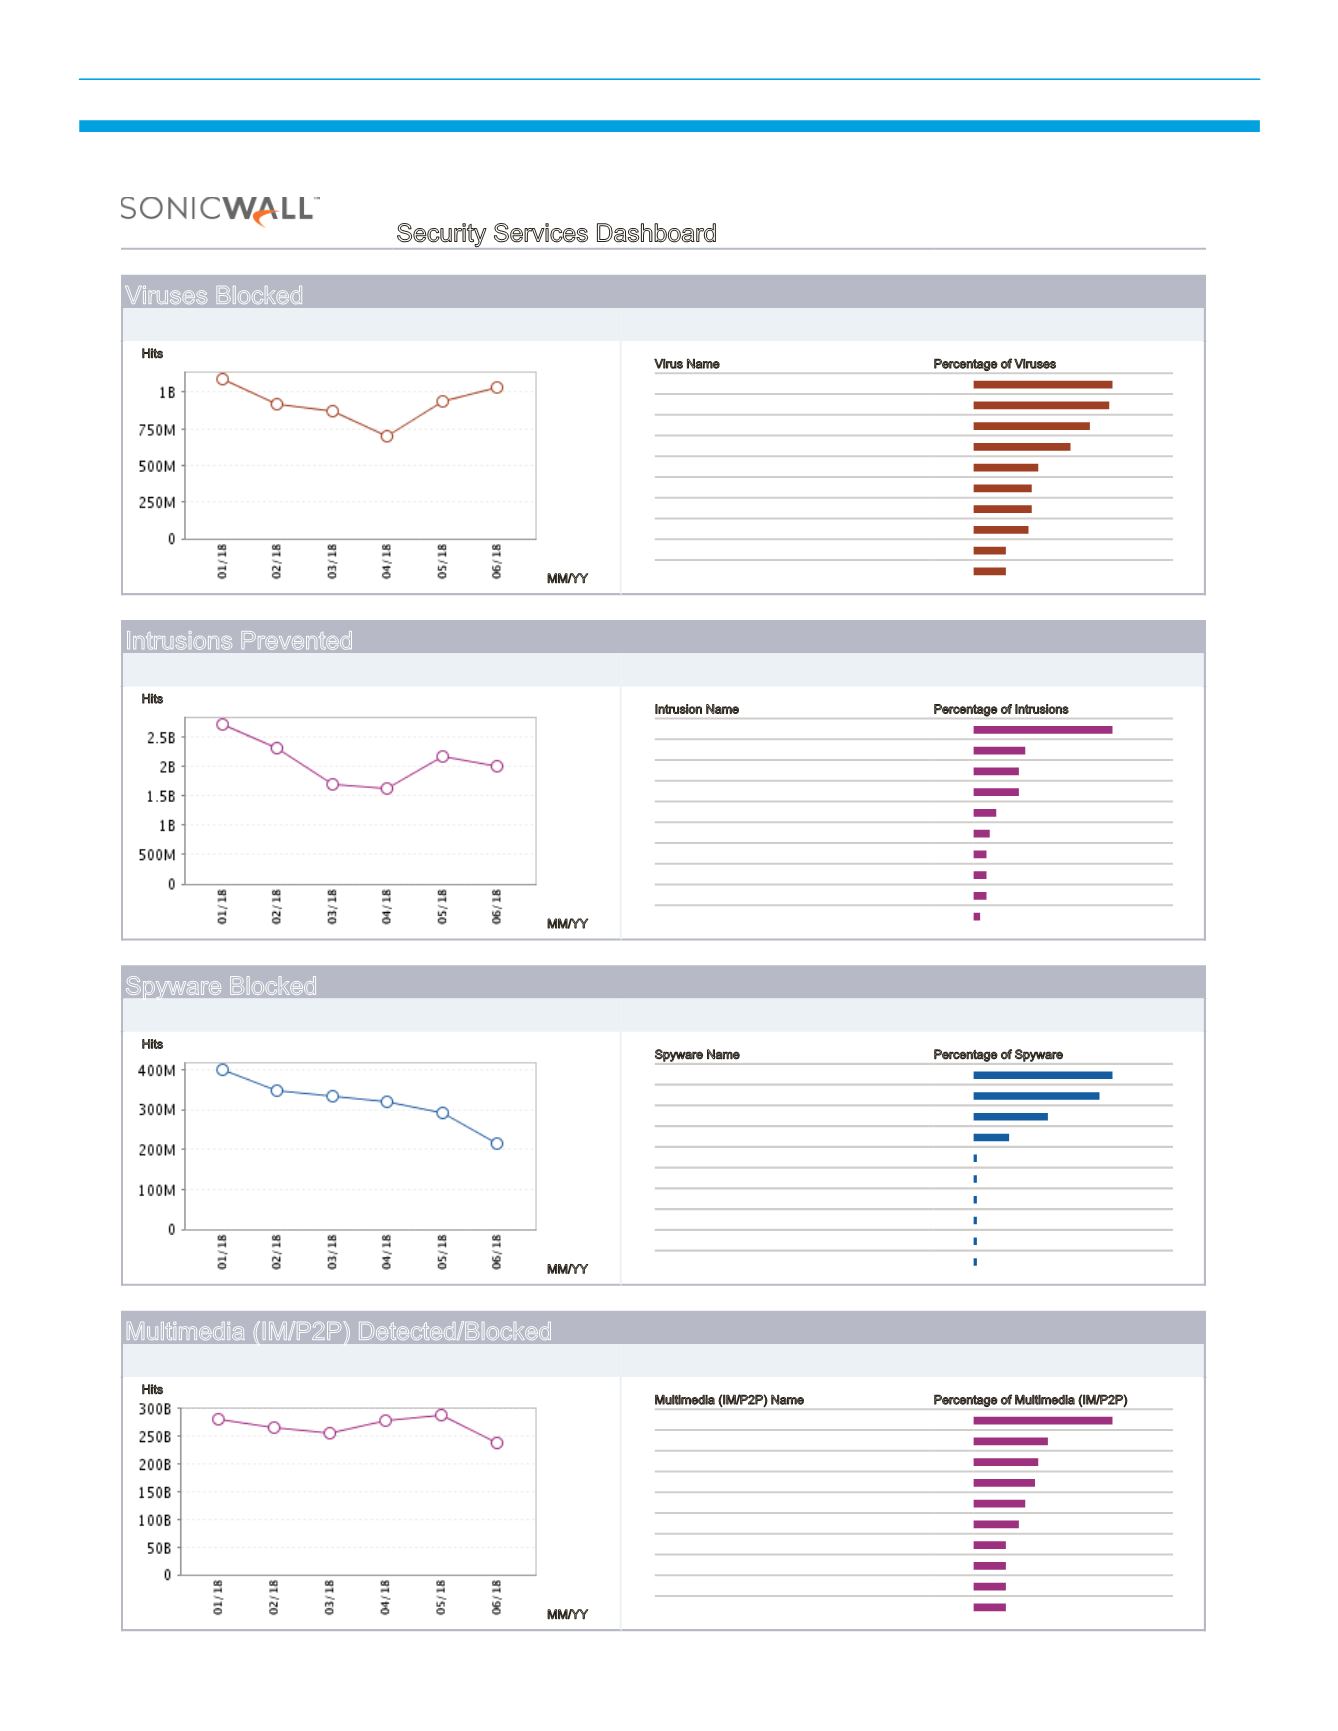 SONICWALL™
Security Services Dashboard
Viruses Blocked
Hits
1B
750M
500M
250M
0
01/18
02/18
03/18
04/18
05/18
06/18
MM/YY
Virus Name Percentage of Viruses
Intrusions Prevented
Hits
2.5B
2B
1.5B
1B
500M
0
01/18
02/18
03/18
04/18
05/18
06/18
MM/YY
Intrusion Name Percentage of Intrusions
Spyware Blocked
Hits
400M
300M
200M
100M
0
01/18
02/18
03/18
04/18
05/18
06/18
MM/YY
Spyware Name Percentage of Spyware
Multimedia (IM/P2P) Detected/Blocked
Hits
300B
250B
200B
150B
100B
50B
0
01/18
02/18
03/18
04/18
05/18
06/18
MM/YY
Multimedia (IM/P2P) Name Percentage of Multimedia (IM/P2P)